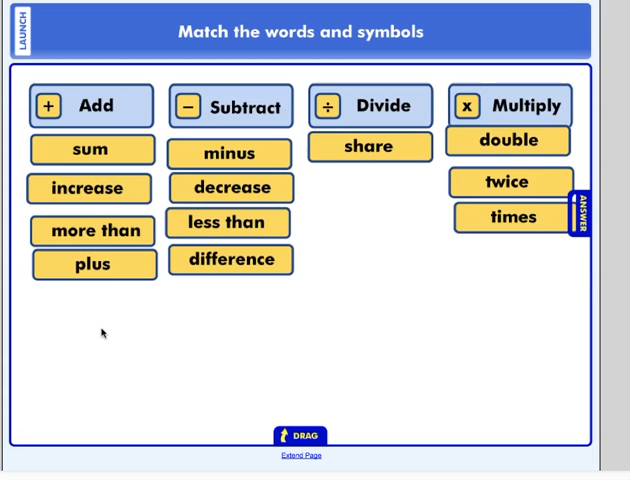 LAUNCH
Match the words and symbols
+ Add
− Subtract
÷ Divide
x Multiply
sum
increase
more than
plus
minus
decrease
less than
difference
share
double
twice
times
ANSWER
DRAG
Extend Page